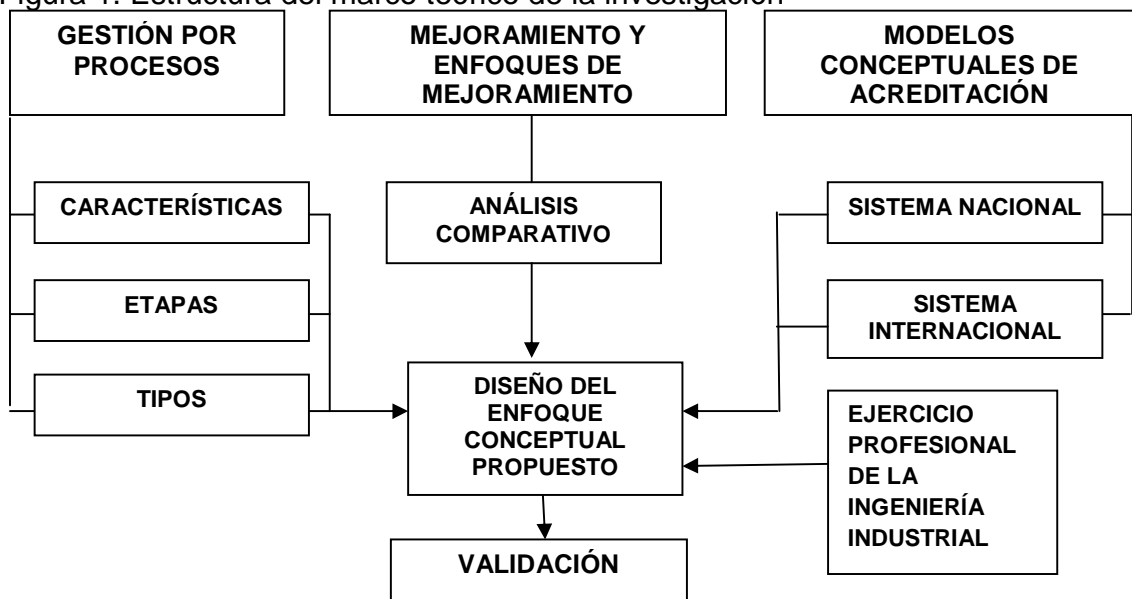 Figura 1. Estructura del marco teórico de la investigación
GESTIÓN POR
PROCESOS
MEJORAMIENTO Y
ENFOQUES DE
MEJORAMIENTO
MODELOS
CONCEPTUALES DE
ACREDITACIÓN
CARACTERÍSTICAS
ANÁLISIS
COMPARATIVO
SISTEMA NACIONAL
ETAPAS
SISTEMA
INTERNACIONAL
TIPOS
DISEÑO DEL
ENFOQUE
CONCEPTUAL
PROPUESTO
EJERCICIO
PROFESIONAL
DE LA
INGENIERÍA
INDUSTRIAL
VALIDACIÓN